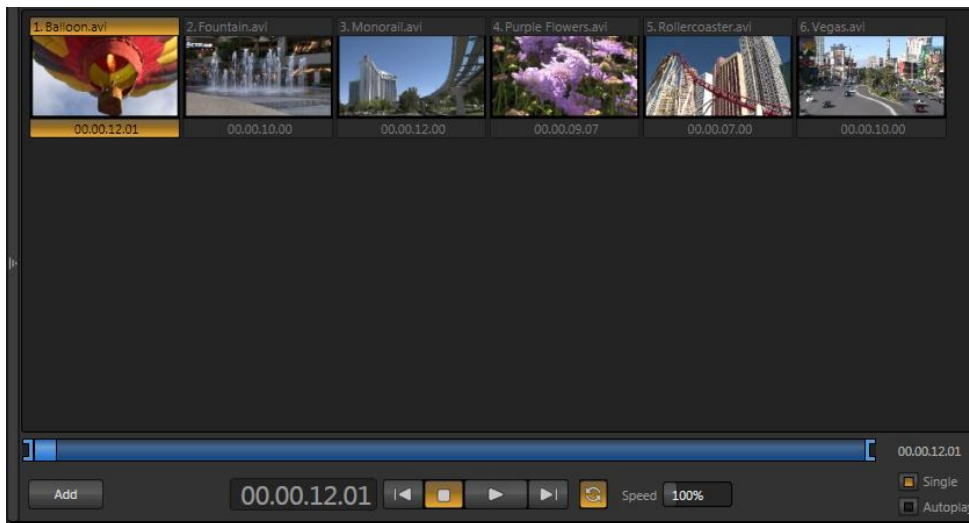 1. Balloon.avi
2. Fountain.avi
3. Monorail.avi
4. Purple Flowers.avi
5. Rollercoaster.avi
6. Vegas.avi
00.00.12.01
00.00.10.00
00.00.12.00
00.00.09.07
00.00.07.00
00.00.10.00
00.00.12.01
Add
00.00.12.01
Speed
100%
Single
Autopla